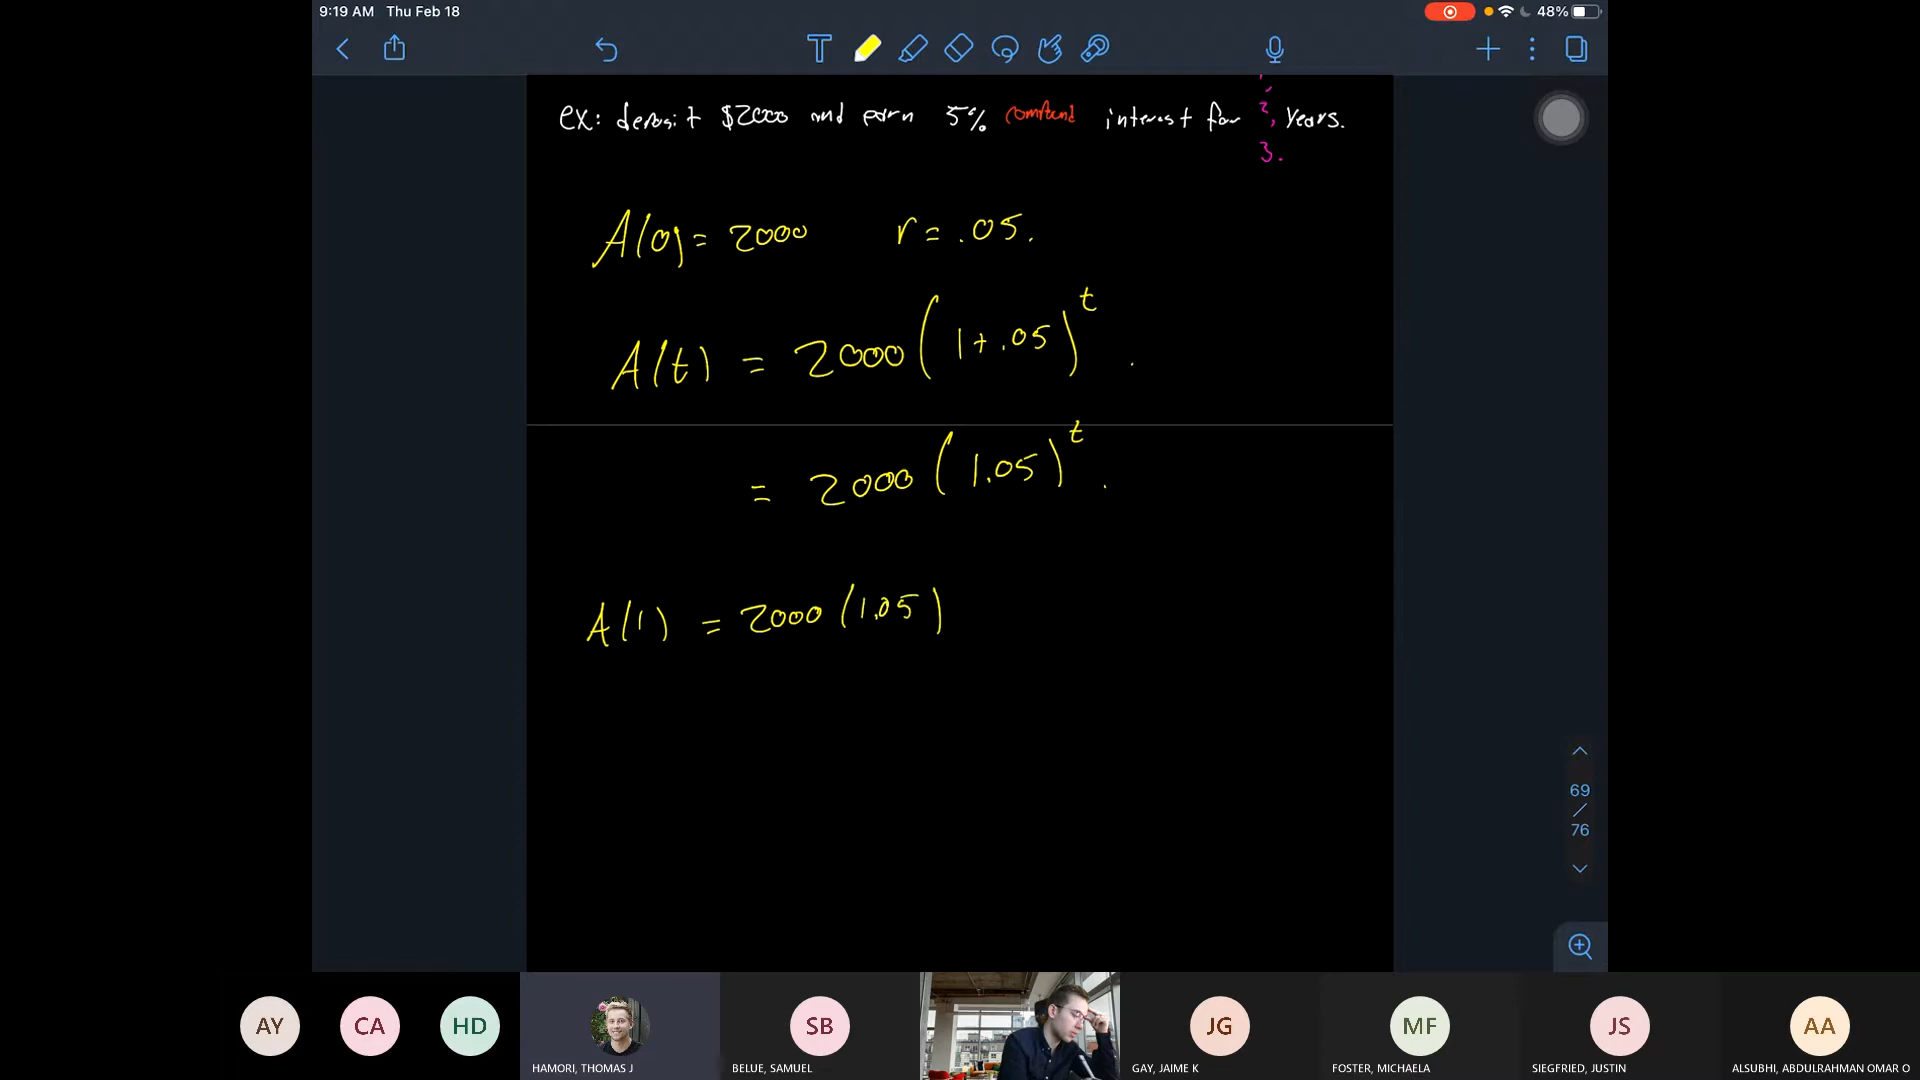 9:19 AM Thu Feb 18
48%
ex: deposit $2000 and earn 5% compound interest for 2, years.
3.
A(0) = 2000 r = .05.
A(t) = 2000 (1 + .05)^t .
= 2000 (1.05)^t .
A(1) = 2000 (1.05)
69
/
76
AY
CA
HD
SB
JG
MF
JS
AA
HAMORI, THOMAS J
BELUE, SAMUEL
GAY, JAIME K
FOSTER, MICHAELA
SIEGFRIED, JUSTIN
ALSUBHI, ABDULRAHMAN OMAR O